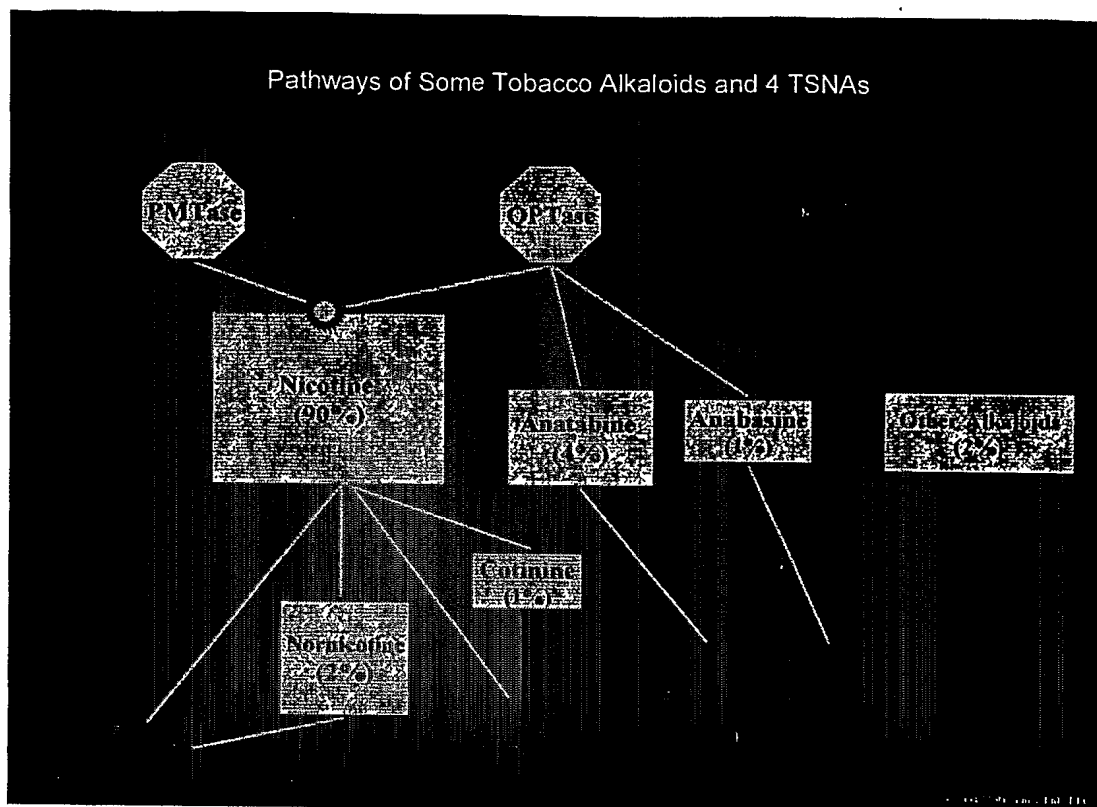 Pathways of Some Tobacco Alkaloids and 4 TSNAs
PMTase
QPTase
Nicotine
(90%)
Anatabine
(4%)
Anabasine
(1%)
Other Alkaloids
(2%)
Cotinine
(1%)
Nornicotine
(2%)